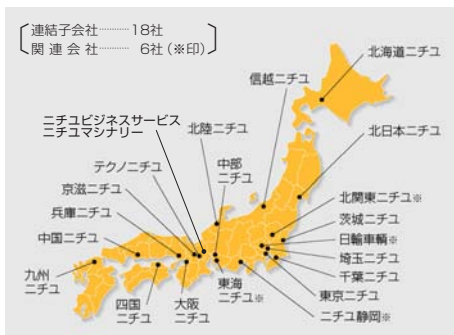 連結子会社………… 18社
関連会社………… 6社(※印)
北海道ニチユ
信越ニチユ
ニチユビジネスサービス
ニチユマシナリー
北陸ニチユ
北日本ニチユ
テクノニチユ
中部
ニチユ
京滋ニチユ
北関東ニチユ※
兵庫ニチユ
茨城ニチユ
中国ニチユ
日輸車輌※
埼玉ニチユ
九州
ニチユ
千葉ニチユ
東京ニチユ
四国
ニチユ
大阪
ニチユ
東海
ニチユ※
ニチユ静岡※